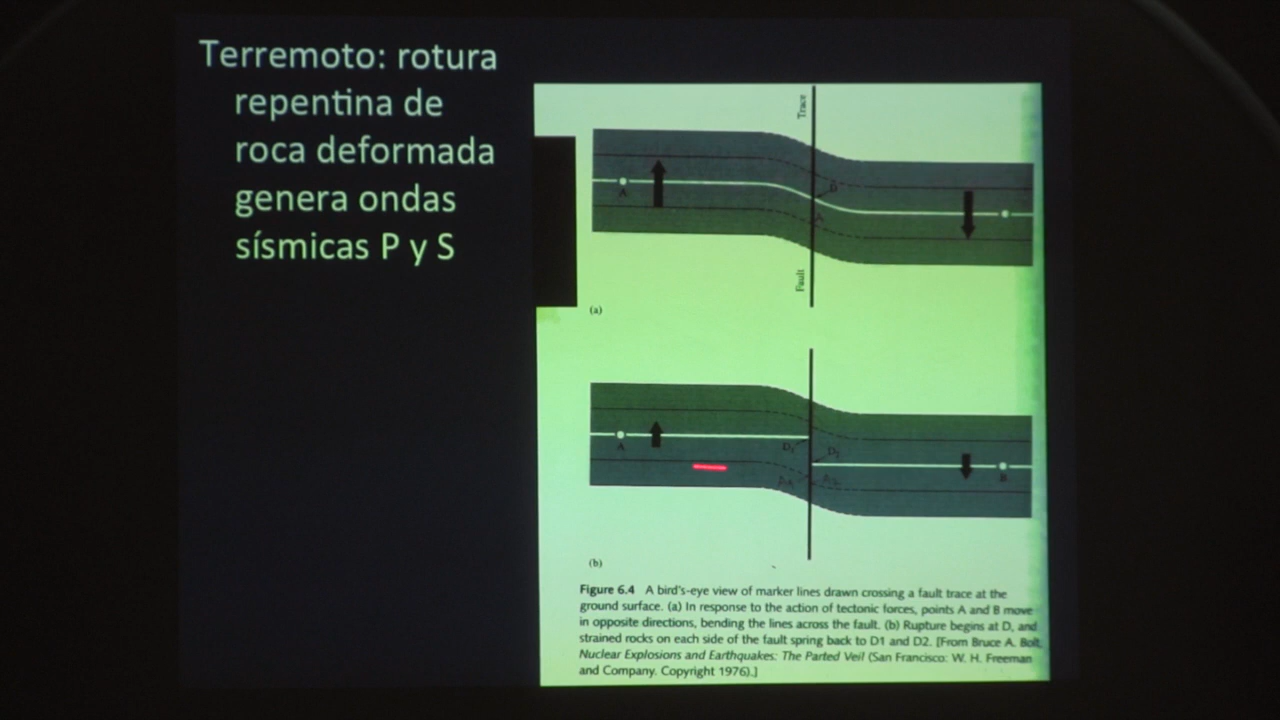 Terremoto: rotura
repentina de
roca deformada
genera ondas
sísmicas P y S
Trace
A
B
Fault
(a)
A
D₁
D₂
B
(b)
Figure 6.4 A bird's-eye view of marker lines drawn crossing a fault trace at the
ground surface. (a) In response to the action of tectonic forces, points A and B move
in opposite directions, bending the lines across the fault. (b) Rupture begins at D, and
strained rocks on each side of the fault spring back to D1 and D2. [From Bruce A. Bolt,
Nuclear Explosions and Earthquakes: The Parted Veil (San Francisco: W. H. Freeman
and Company. Copyright 1976).]